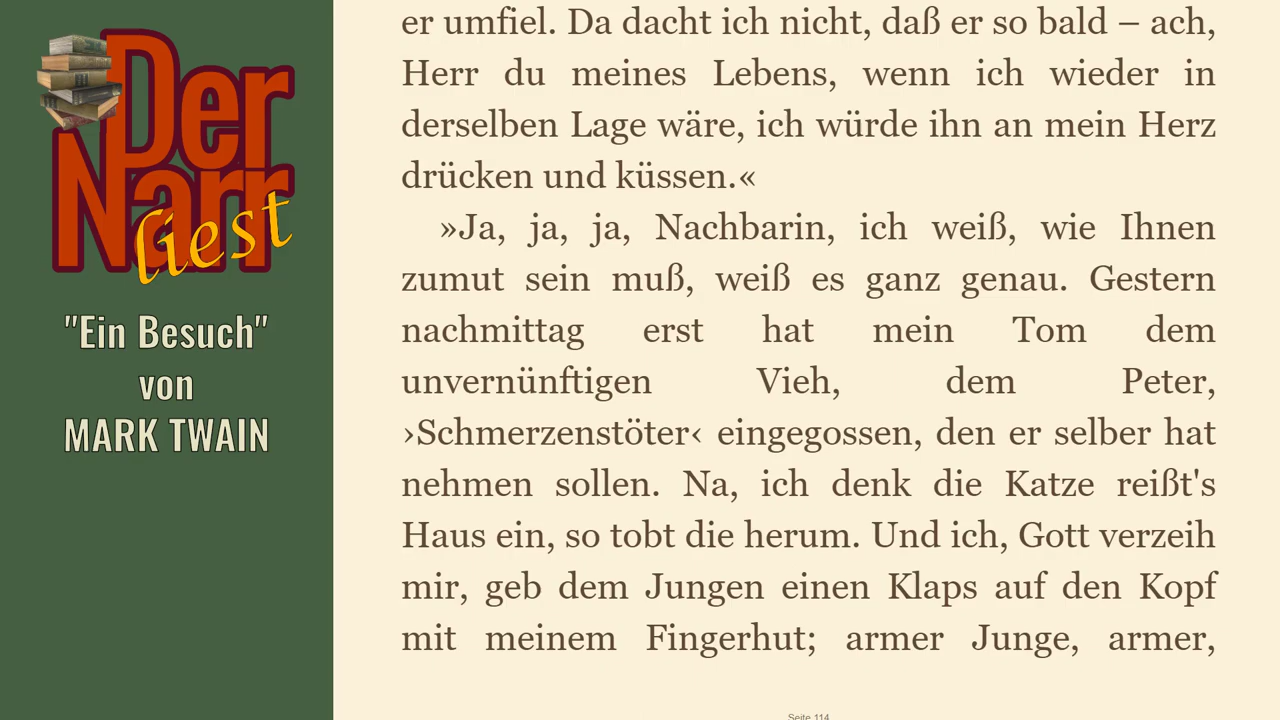 Der
Narr
liest
"Ein Besuch"
von
MARK TWAIN
er umfiel. Da dacht ich nicht, daß er so bald – ach,
Herr du meines Lebens, wenn ich wieder in
derselben Lage wäre, ich würde ihn an mein Herz
drücken und küssen.«
»Ja, ja, ja, Nachbarin, ich weiß, wie Ihnen
zumut sein muß, weiß es ganz genau. Gestern
nachmittag erst hat mein Tom dem
unvernünftigen Vieh, dem Peter,
›Schmerzenstöter‹ eingegossen, den er selber hat
nehmen sollen. Na, ich denk die Katze reißt's
Haus ein, so tobt die herum. Und ich, Gott verzeih
mir, geb dem Jungen einen Klaps auf den Kopf
mit meinem Fingerhut; armer Junge, armer,
Seite 114